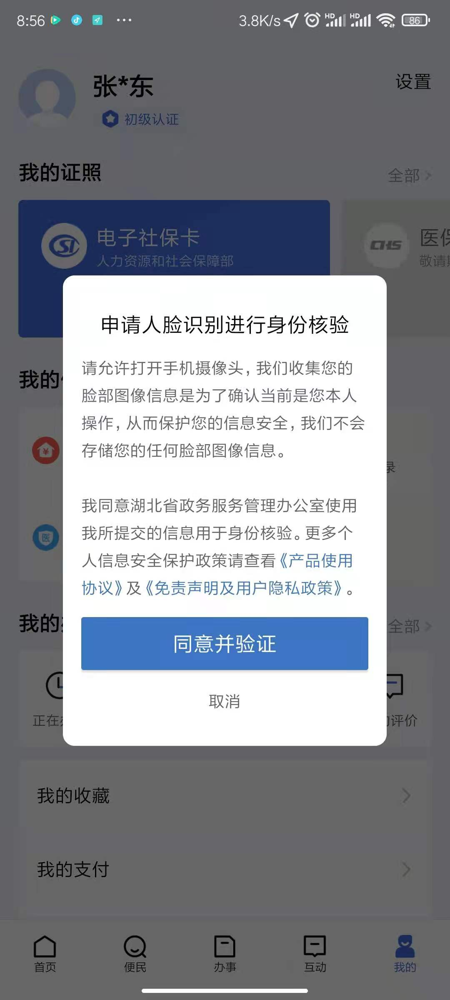 8:56
3.8K/s
HD
HD
86
张*东
设置
初级认证
我的证照
全部
电子社保卡
人力资源和社会保障部
CHS
医保
敬请
申请人脸识别进行身份核验
请允许打开手机摄像头，我们收集您的
脸部图像信息是为了确认当前是您本人
操作，从而保护您的信息安全，我们不会
存储您的任何脸部图像信息。
我同意湖北省政务服务管理办公室使用
我所提交的信息用于身份核验。更多个
人信息安全保护政策请查看《产品使用
协议》及《免责声明及用户隐私政策》。
同意并验证
取消
我的
医
录
我的
全部
正在
评价
我的收藏
我的支付
首页
便民
办事
互动
我的